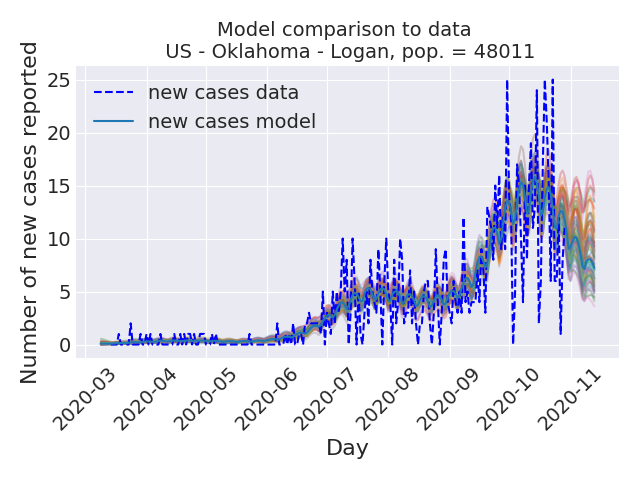 Model comparison to data
US - Oklahoma - Logan, pop. = 48011
Number of new cases reported
25
20
15
10
5
0
new cases data
new cases model
2020-03
2020-04
2020-05
2020-06
2020-07
2020-08
2020-09
2020-10
2020-11
Day